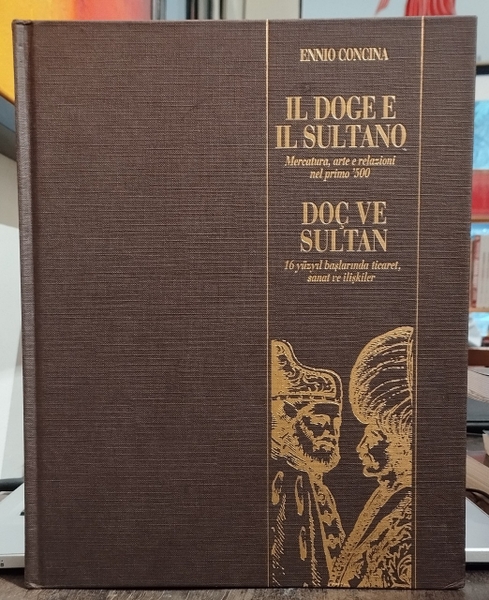 ENNIO CONCINA
IL DOGE E
IL SULTANO
Mercatura, arte e relazioni
nel primo '500
DOÇ VE
SULTAN
16 yüzyıl başlarında ticaret,
sanat ve ilişkiler